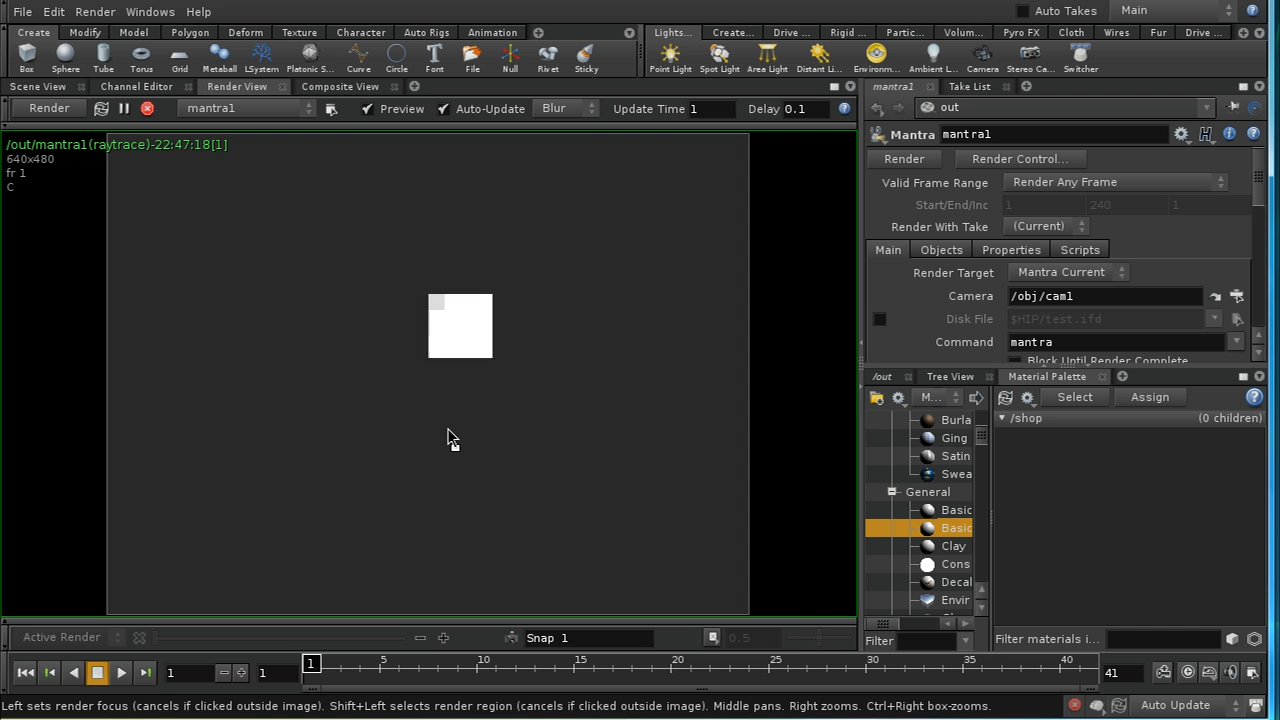 File Edit Render Windows Help Auto Takes Main
Create Modify Model Polygon Deform Texture Character Auto Rigs Animation Lights... Create... Drive ... Rigid ... Partic... Volum... Pyro FX Cloth Wires Fur Drive ...
Box Sphere Tube Torus Grid Metaball LSystem Platonic S... Curve Circle Font File Null Rivet Sticky Point Light Spot Light Area Light Distant Li... Environm... Ambient L... Camera Stereo Ca... Switcher
Scene View Channel Editor Render View Composite View mantra1 Take List
Render mantra1 Preview Auto-Update Blur Update Time 1 Delay 0.1 out
/out/mantra1(raytrace)-22:47:18[1]
640x480
fr 1
C
Mantra mantra1
Render Render Control...
Valid Frame Range Render Any Frame
Start/End/Inc 1 240 1
Render With Take (Current)
Main Objects Properties Scripts
Render Target Mantra Current
Camera /obj/cam1
Disk File $HIP/test.ifd
Command mantra
Block Until Render Complete
/out Tree View Material Palette
M... Select Assign
/shop (0 children)
Burla
Ging
Satin
Swea
General
Basic
Basic
Clay
Cons
Decal
Envir
Filter Filter materials i...
Active Render Snap 1 0.5
1 1 1 5 10 15 20 25 30 35 40 41
Left sets render focus (cancels if clicked outside image). Shift+Left selects render region (cancels if clicked outside image). Middle pans. Right zooms. Ctrl+Right box-zooms. Auto Update